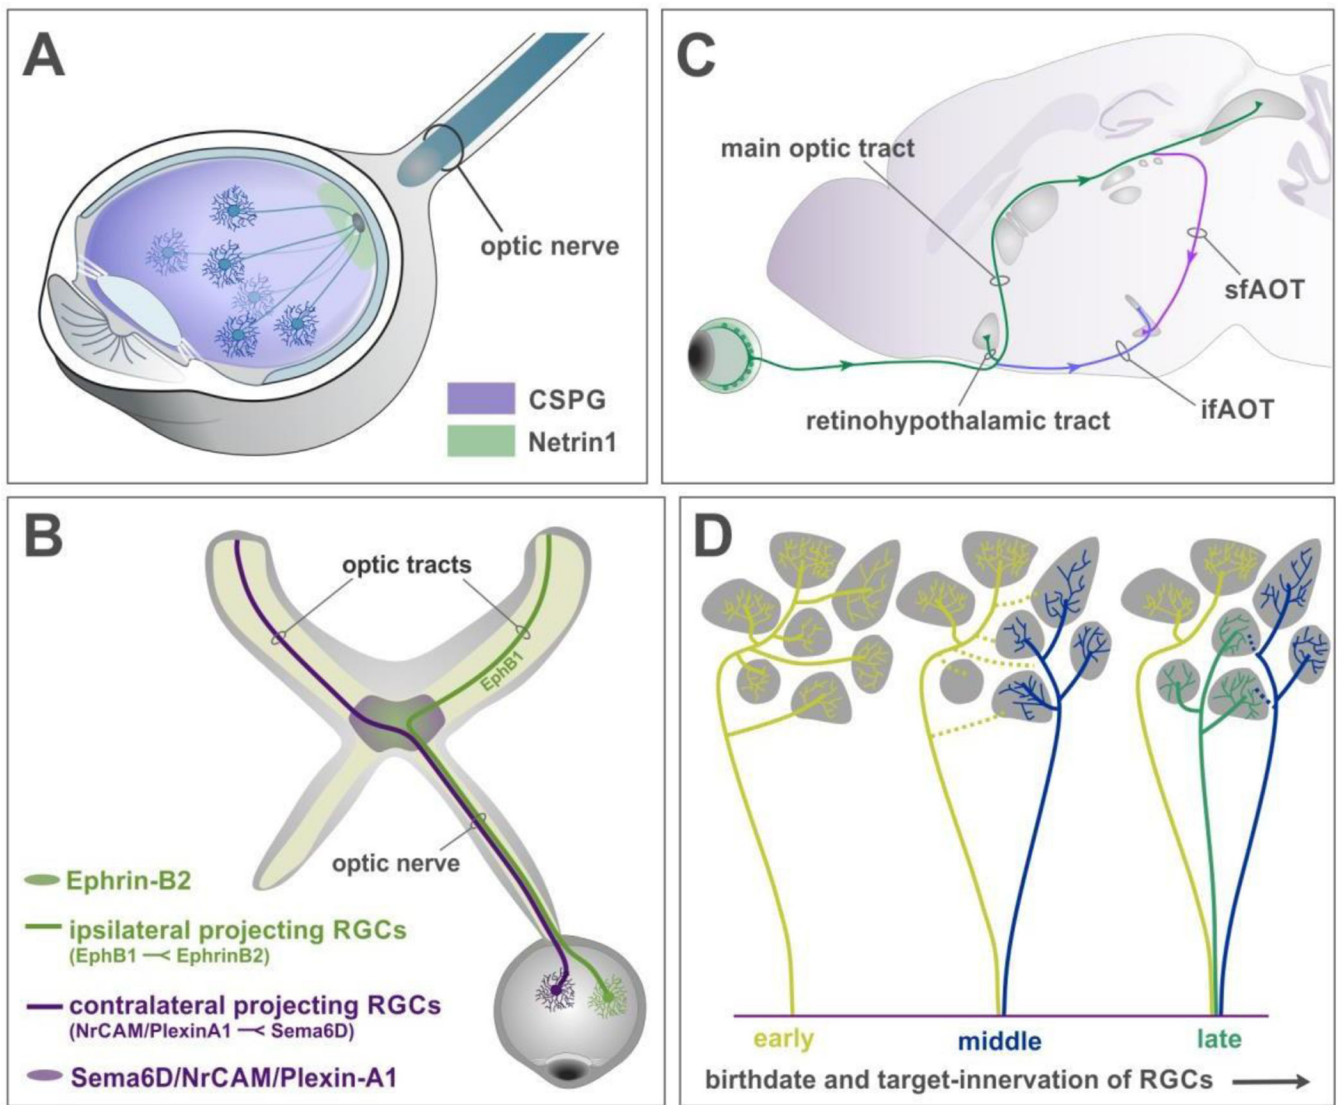 A
optic nerve
CSPG
Netrin1
C
main optic tract
sfAOT
ifAOT
retinohypothalamic tract
B
optic tracts
EphB1
optic nerve
Ephrin-B2
ipsilateral projecting RGCs
(EphB1 —< EphrinB2)
contralateral projecting RGCs
(NrCAM/PlexinA1 —< Sema6D)
Sema6D/NrCAM/Plexin-A1
D
early
middle
late
birthdate and target-innervation of RGCs